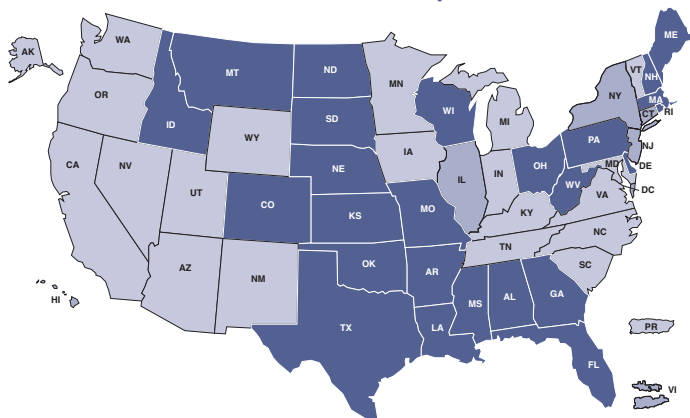 ME
WA
AK
VT
ND
MT
MN
NH
OR
NY
MA
WI
CT
RI
SD
ID
MI
WY
PA
NJ
IA
NE
OH
CA
NV
MD
DE
IL
IN
UT
WV
DC
VA
CO
KS
MO
KY
NC
TN
OK
AZ
SC
AR
NM
GA
AL
HI
MS
TX
PR
LA
FL
VI